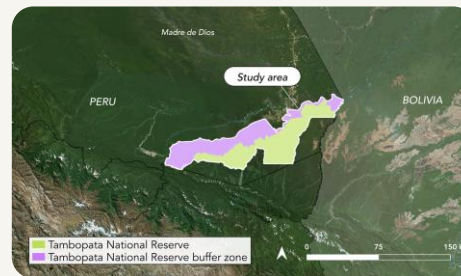 Madre de Dios
Study area
PERU
BOLIVIA
Tambopata National Reserve
Tambopata National Reserve buffer zone
0 75 150 k